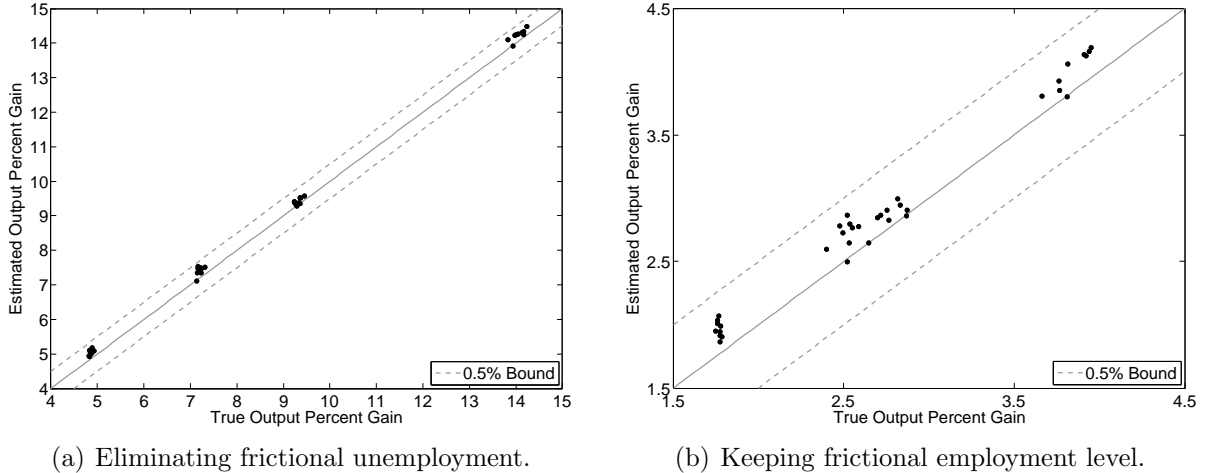 Estimated Output Percent Gain
15
14
13
12
11
10
9
8
7
6
5
4
4 5 6 7 8 9 10 11 12 13 14 15
True Output Percent Gain
0.5% Bound
(a) Eliminating frictional unemployment.
Estimated Output Percent Gain
4.5
3.5
2.5
1.5
1.5 2.5 3.5 4.5
True Output Percent Gain
0.5% Bound
(b) Keeping frictional employment level.